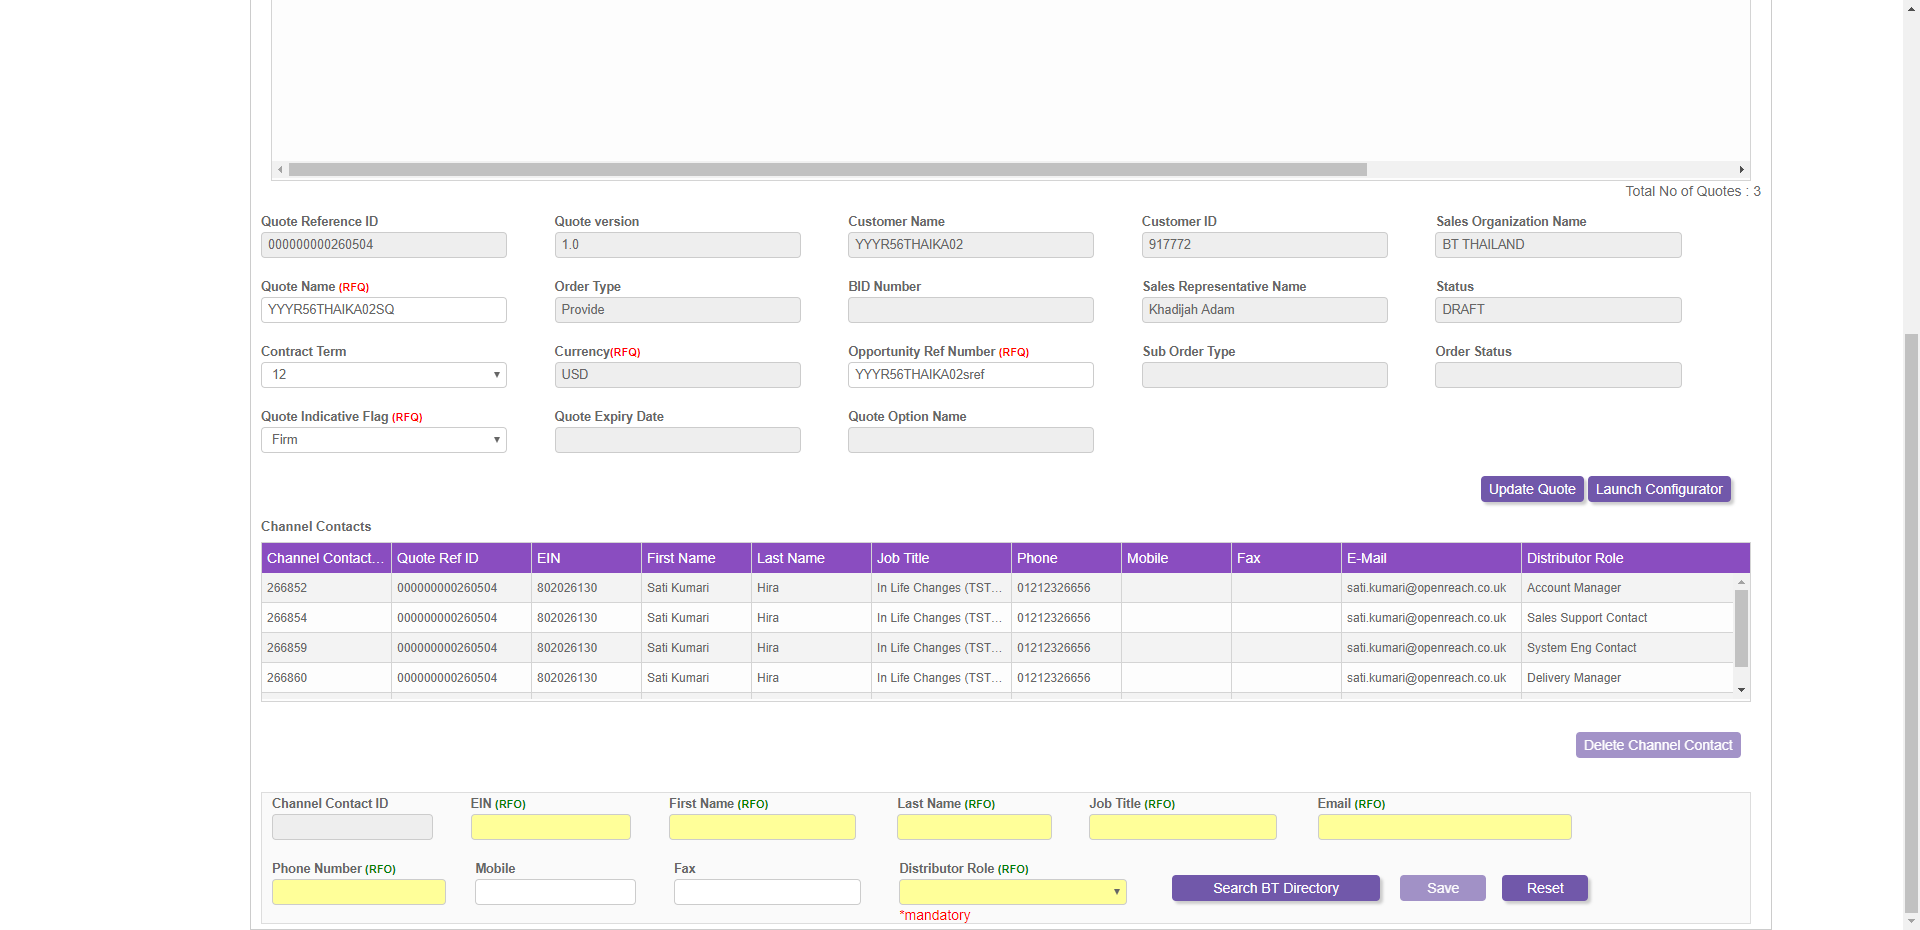 Total No of Quotes : 3
Quote Reference ID Quote version Customer Name Customer ID Sales Organization Name
000000000260504 1.0 YYYR56THAIKA02 917772 BT THAILAND
Quote Name (RFQ) Order Type BID Number Sales Representative Name Status
YYYR56THAIKA02SQ Provide Khadijah Adam DRAFT
Contract Term Currency(RFQ) Opportunity Ref Number (RFQ) Sub Order Type Order Status
12 USD YYYR56THAIKA02sref
Quote Indicative Flag (RFQ) Quote Expiry Date Quote Option Name
Firm
Update Quote Launch Configurator
Channel Contacts
Channel Contact... Quote Ref ID EIN First Name Last Name Job Title Phone Mobile Fax E-Mail Distributor Role
266852 000000000260504 802026130 Sati Kumari Hira In Life Changes (TST... 01212326656 sati.kumari@openreach.co.uk Account Manager
266854 000000000260504 802026130 Sati Kumari Hira In Life Changes (TST... 01212326656 sati.kumari@openreach.co.uk Sales Support Contact
266859 000000000260504 802026130 Sati Kumari Hira In Life Changes (TST... 01212326656 sati.kumari@openreach.co.uk System Eng Contact
266860 000000000260504 802026130 Sati Kumari Hira In Life Changes (TST... 01212326656 sati.kumari@openreach.co.uk Delivery Manager
Delete Channel Contact
Channel Contact ID EIN (RFO) First Name (RFO) Last Name (RFO) Job Title (RFO) Email (RFO)
Phone Number (RFO) Mobile Fax Distributor Role (RFO)
Search BT Directory Save Reset
*mandatory